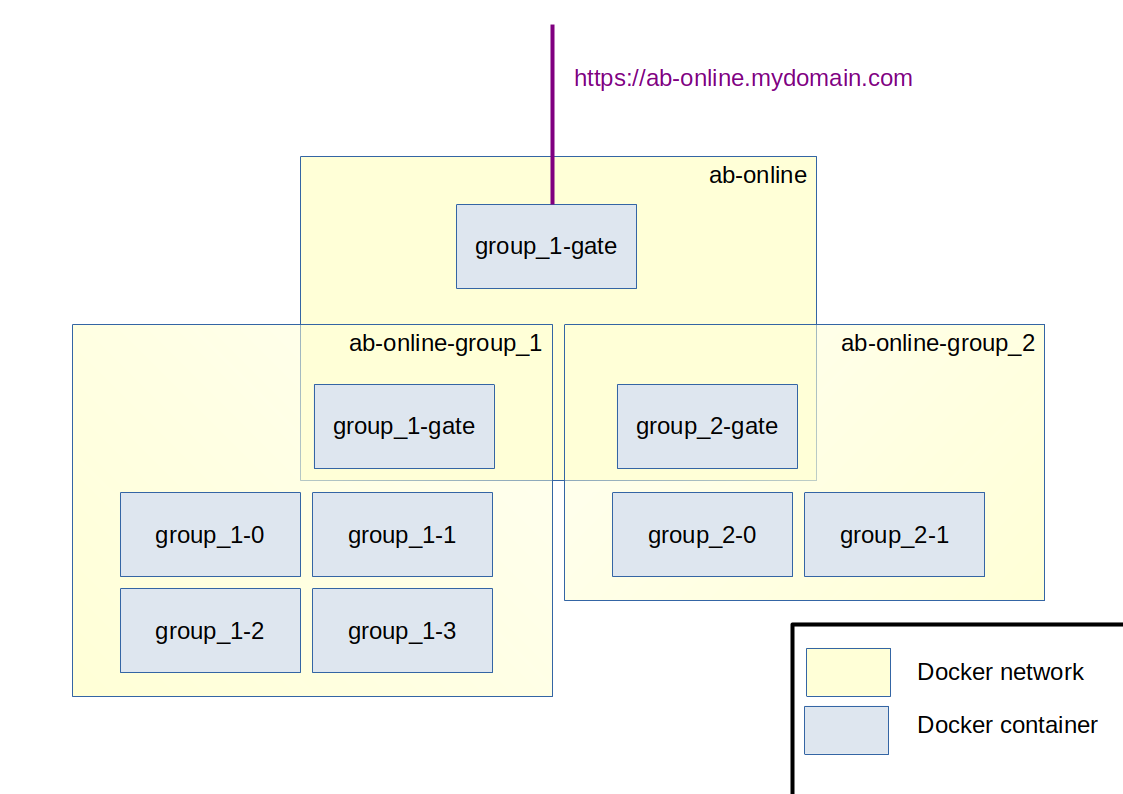 https://ab-online.mydomain.com
ab-online
group_1-gate
ab-online-group_1
ab-online-group_2
group_1-gate
group_2-gate
group_1-0
group_1-1
group_2-0
group_2-1
group_1-2
group_1-3
Docker network
Docker container